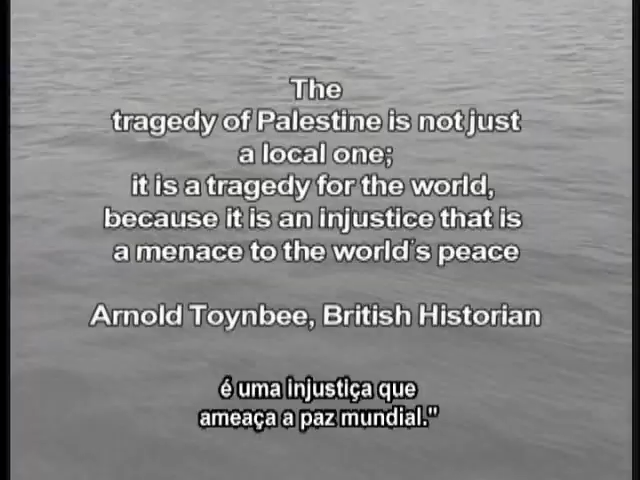 The
tragedy of Palestine is not just
a local one;
it is a tragedy for the world,
because it is an injustice that is
a menace to the world's peace
Arnold Toynbee, British Historian
é uma injustiça que
ameaça a paz mundial."